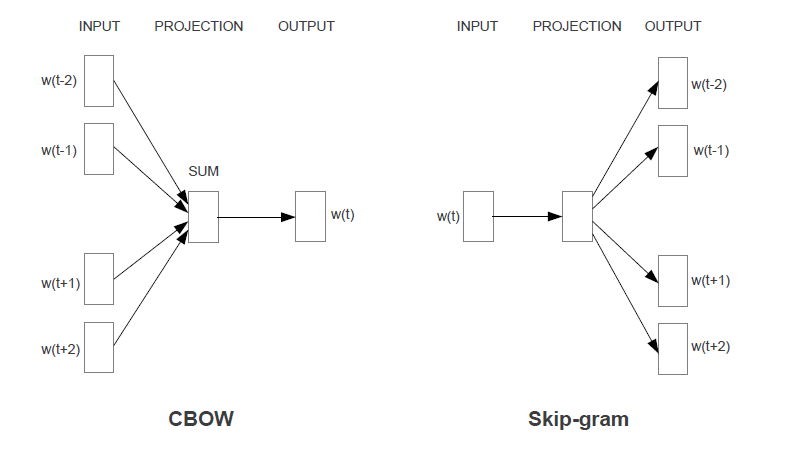 INPUT PROJECTION OUTPUT
w(t-2)
w(t-1)
SUM
w(t)
w(t+1)
w(t+2)
CBOW
INPUT PROJECTION OUTPUT
w(t-2)
w(t-1)
w(t)
w(t+1)
w(t+2)
Skip-gram